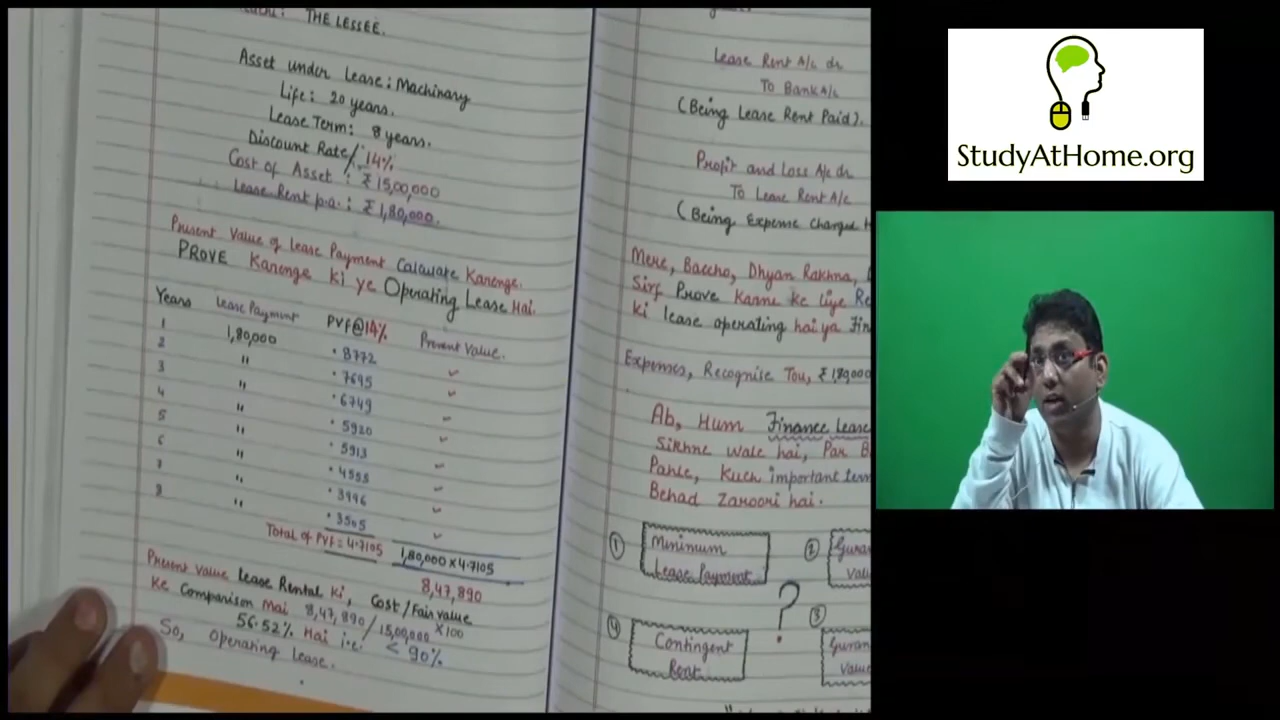 THE LESSEE.
Asset under Lease: Machinary
Life: 20 years.
Lease Term: 8 years.
Discount Rate/ 14%
Cost of Asset : ₹ 15,00,000
Lease Rent p.a.: ₹ 1,80,000.
Present Value of Lease Payment Calculate Karenge.
PROVE Karenge Ki ye Operating Lease Hai.
Years Lease Payment PVf@14% Present Value.
1 1,80,000 .8772 "
2 " .7695 "
3 " .6749 "
4 " .5920 "
5 " .5913 "
6 " .4555 "
7 " .3996 "
8 " .3505 "
Total of PVf = 4.7105 1,80,000 x 4.7105
8,47,890
Present Value Lease Rental Ki, Cost/Fair value
Ke Comparison Mai 8,47,890/15,00,000 x 100
56.52% Hai i.e. < 90%
So, Operating Lease.
Lease Rent A/c dr
To Bank A/c
(Being Lease Rent Paid).
Profit and Loss A/c dr
To Lease Rent A/c
(Being Expense Charged
Mere, Baccho, Dhyan Rakhna,
Sirf Prove Karne ke liye
ki lease operating hai ya
Expenses, Recognise Tou,
Ab, Hum Finance Lease
Sikhne wale hai, Par
Pahle, Kuch important
Behad Zaroori hai.
① Minimum Lease Payment
②
?
③
④ Contingent Rent
StudyAtHome.org